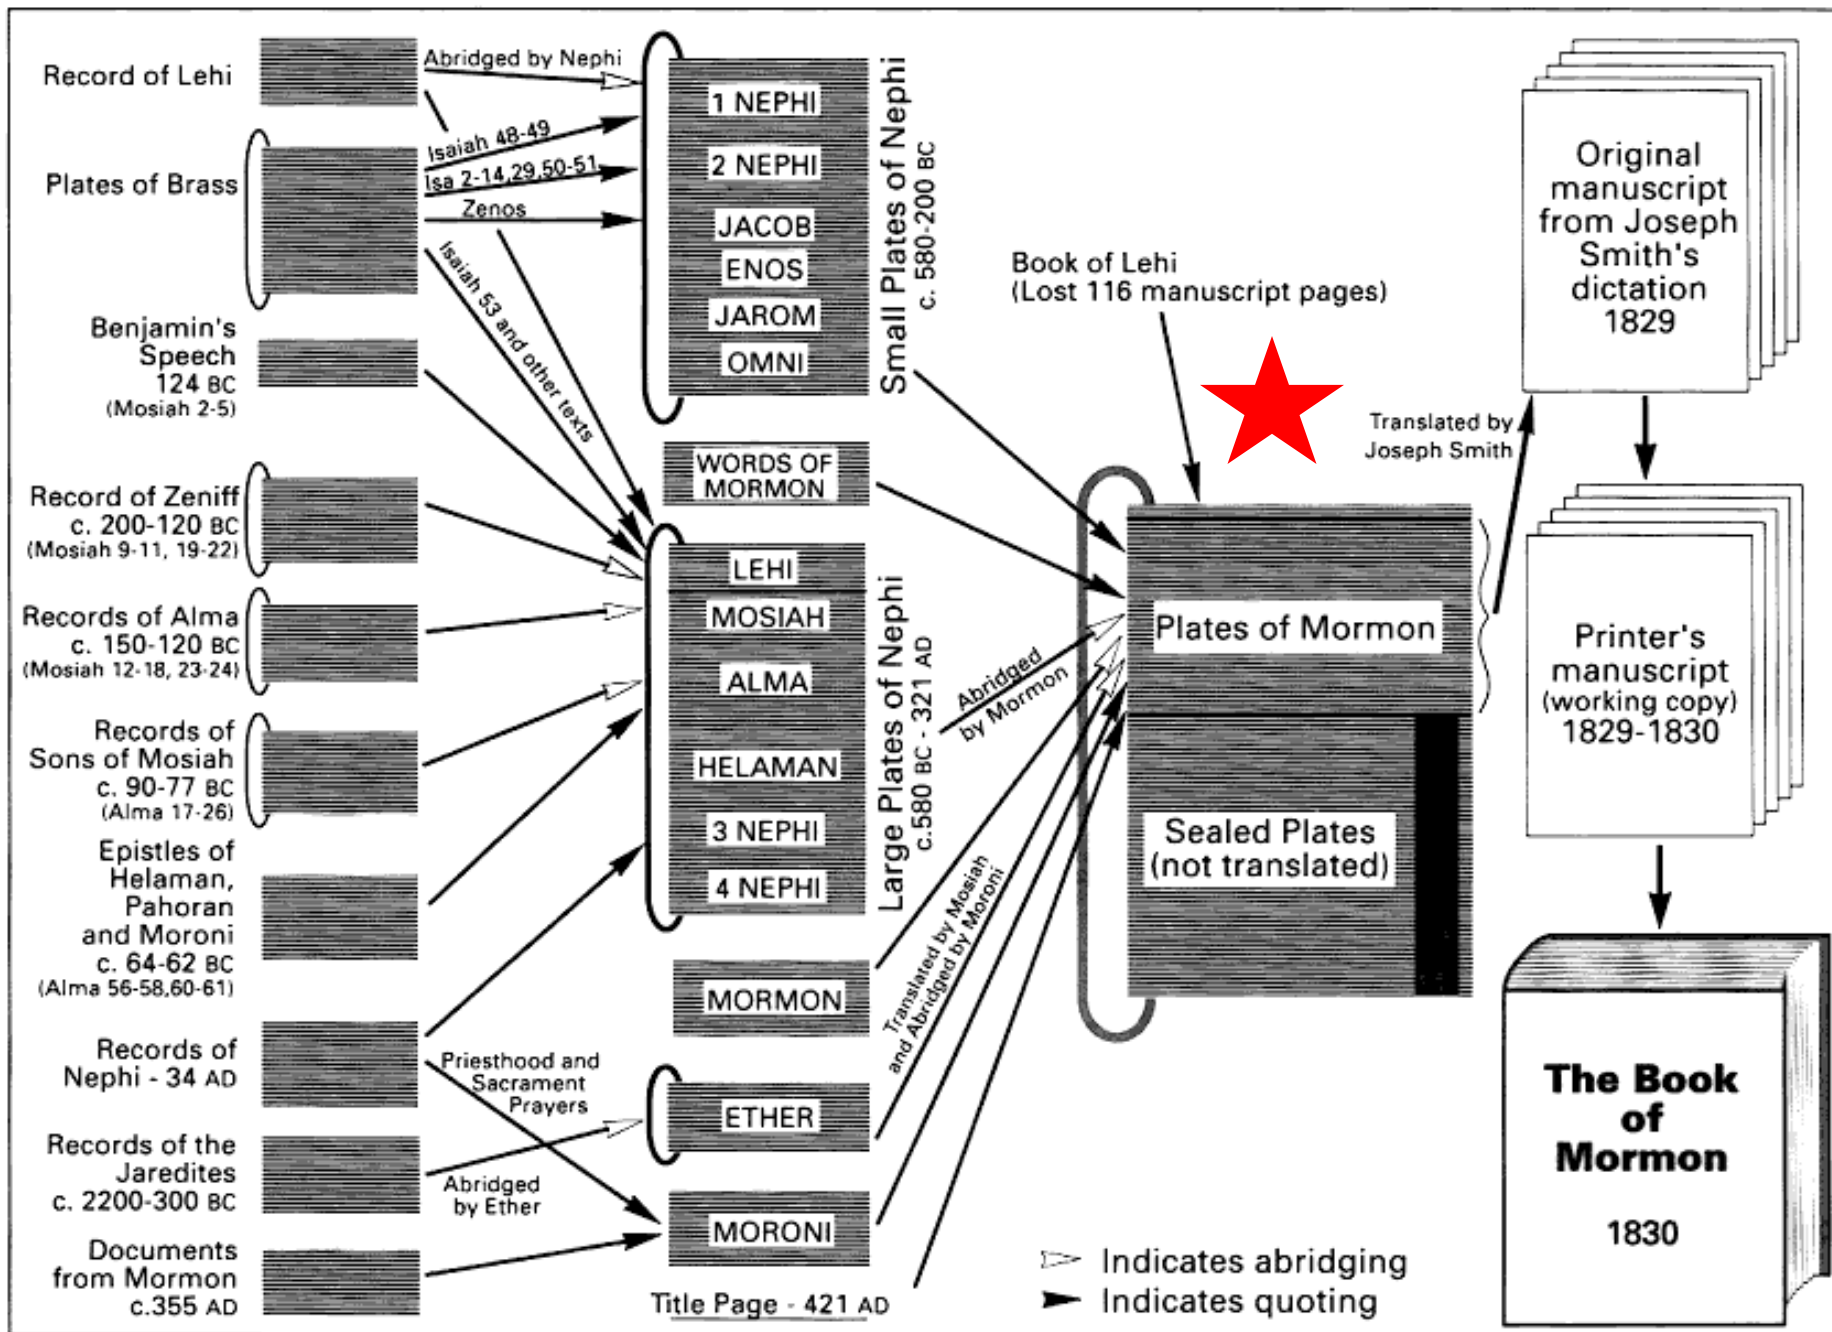 Record of Lehi
Plates of Brass
Benjamin's
Speech
124 BC
(Mosiah 2-5)
Record of Zeniff
c. 200-120 BC
(Mosiah 9-11, 19-22)
Records of Alma
c. 150-120 BC
(Mosiah 12-18, 23-24)
Records of
Sons of Mosiah
c. 90-77 BC
(Alma 17-26)
Epistles of
Helaman,
Pahoran
and Moroni
c. 64-62 BC
(Alma 56-58,60-61)
Records of
Nephi - 34 AD
Records of the
Jaredites
c. 2200-300 BC
Documents
from Mormon
c.355 AD
Abridged by Nephi
Isaiah 48-49
Isa 2-14,29,50-51
Zenos
Isaiah 53 and other texts
Priesthood and
Sacrament
Prayers
Abridged
by Ether
1 NEPHI
2 NEPHI
JACOB
ENOS
JAROM
OMNI
Small Plates of Nephi
c. 580-200 BC
WORDS OF
MORMON
LEHI
MOSIAH
ALMA
HELAMAN
3 NEPHI
4 NEPHI
Large Plates of Nephi
c.580 BC - 321 AD
MORMON
ETHER
MORONI
Title Page - 421 AD
Abridged
by Mormon
Translated by Mosiah
and Abridged by Moroni
Book of Lehi
(Lost 116 manuscript pages)
Plates of Mormon
Sealed Plates
(not translated)
Indicates abridging
Indicates quoting
Translated by
Joseph Smith
Original
manuscript
from Joseph
Smith's
dictation
1829
Printer's
manuscript
(working copy)
1829-1830
The Book
of
Mormon
1830